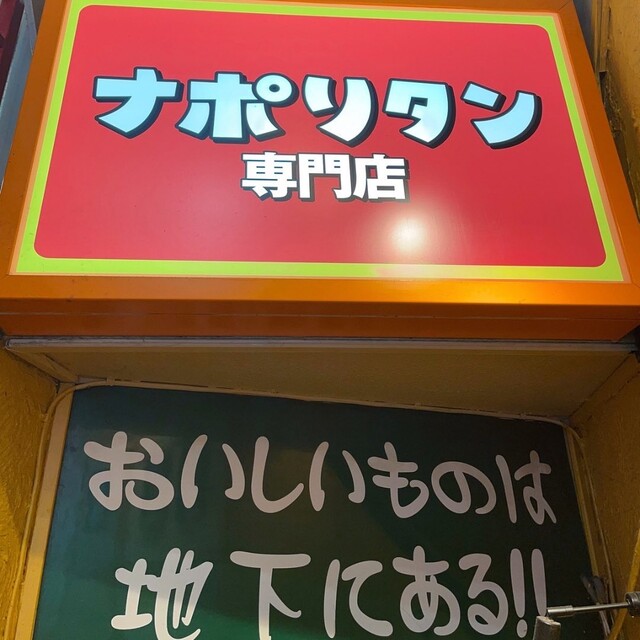 ナポリタン
専門店
おいしいものは
地下にある!!